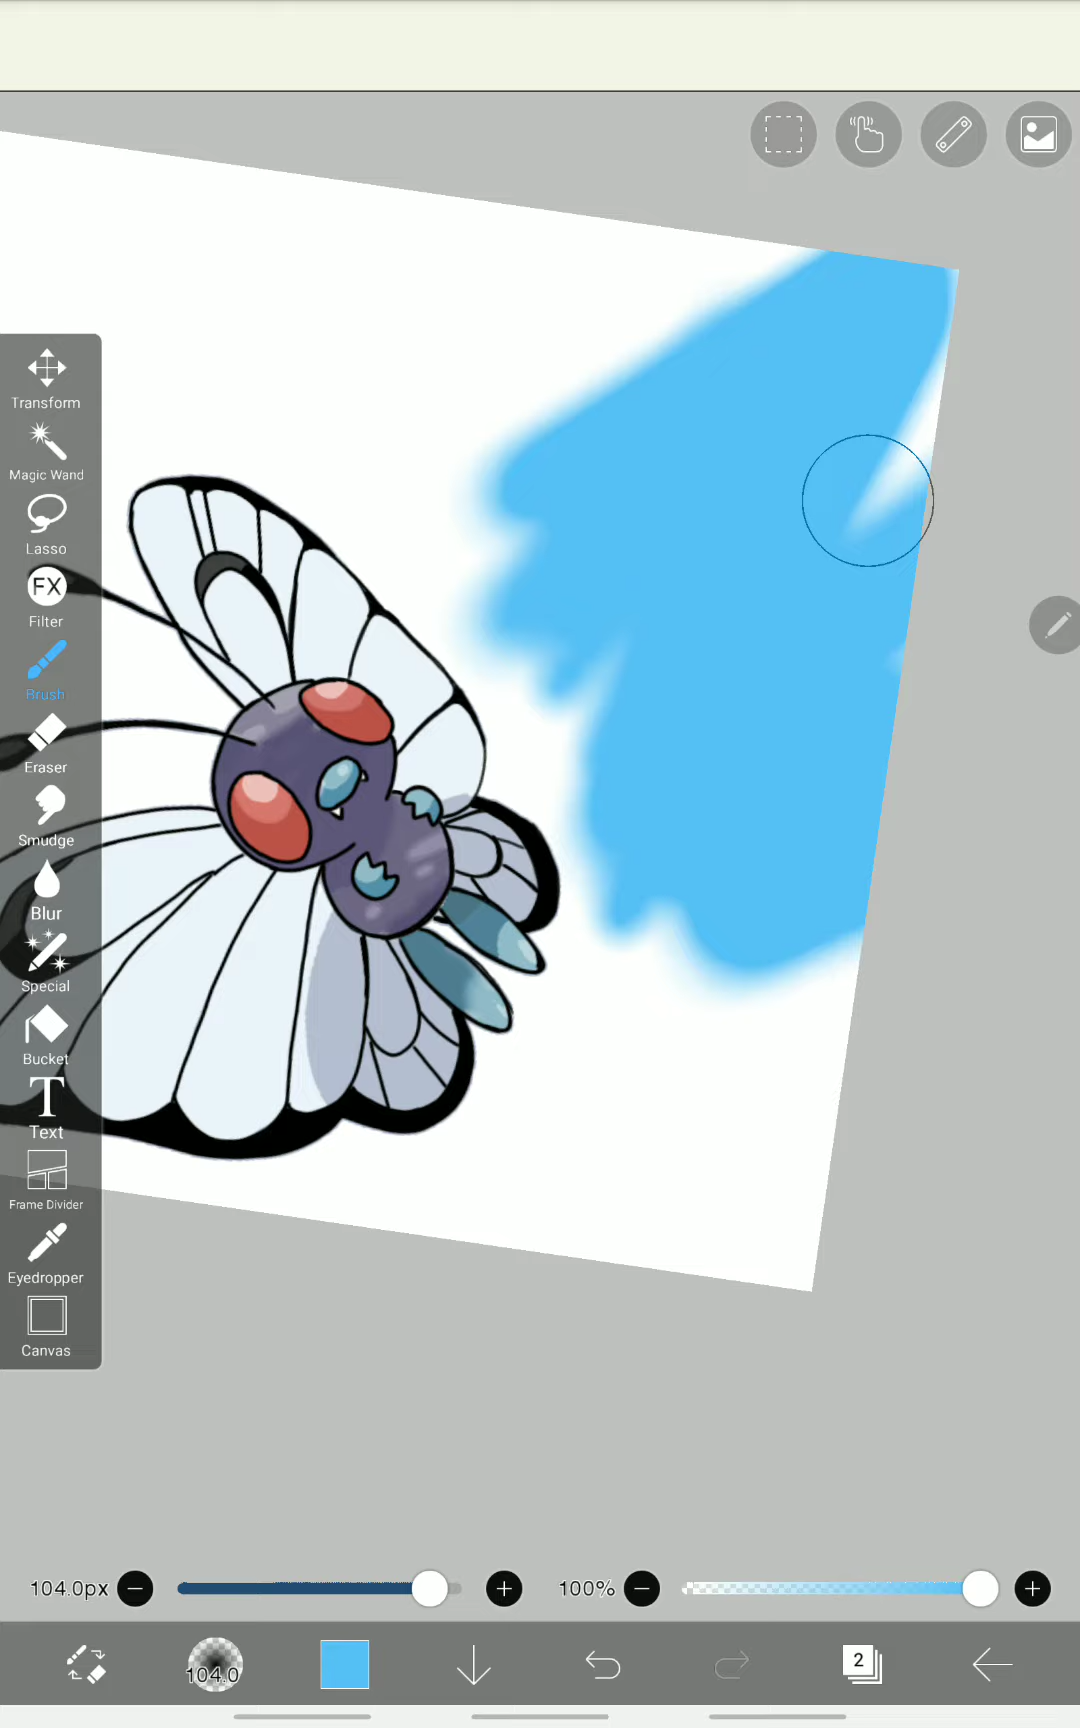 Transform
Magic Wand
Lasso
FX
Filter
Brush
Eraser
Smudge
Blur
Special
Bucket
T
Text
Frame Divider
Eyedropper
Canvas
104.0px
100%
104.0
2